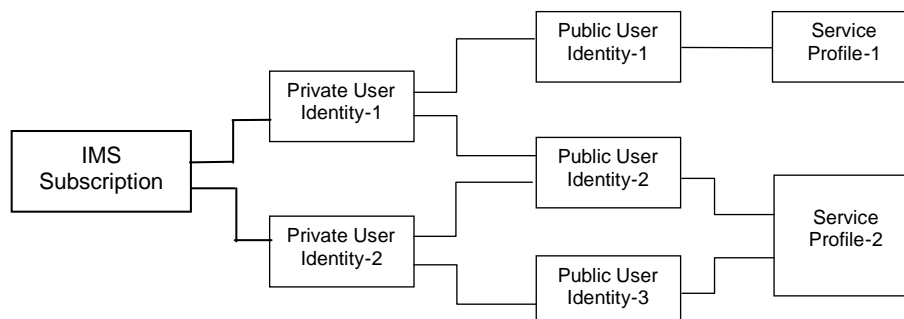 IMS
Subscription
Private User
Identity-1
Private User
Identity-2
Public User
Identity-1
Public User
Identity-2
Public User
Identity-3
Service
Profile-1
Service
Profile-2